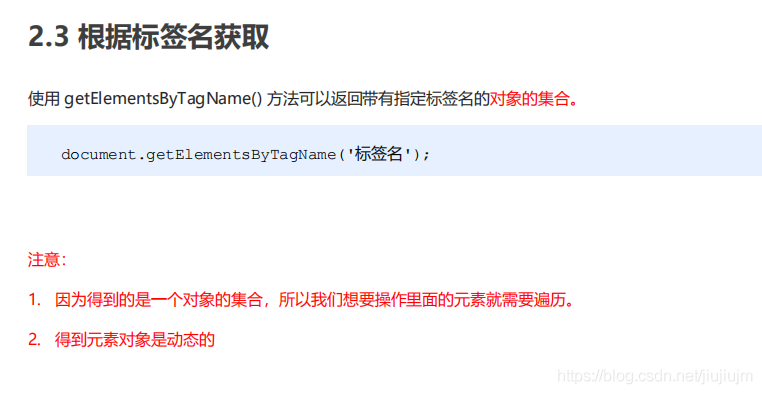 2.3 根据标签名获取
使用 getElementsByTagName() 方法可以返回带有指定标签名的对象的集合。
document.getElementsByTagName('标签名');
注意：
1. 因为得到的是一个对象的集合，所以我们想要操作里面的元素就需要遍历。
2. 得到元素对象是动态的
https://blog.csdn.net/jiujiujm